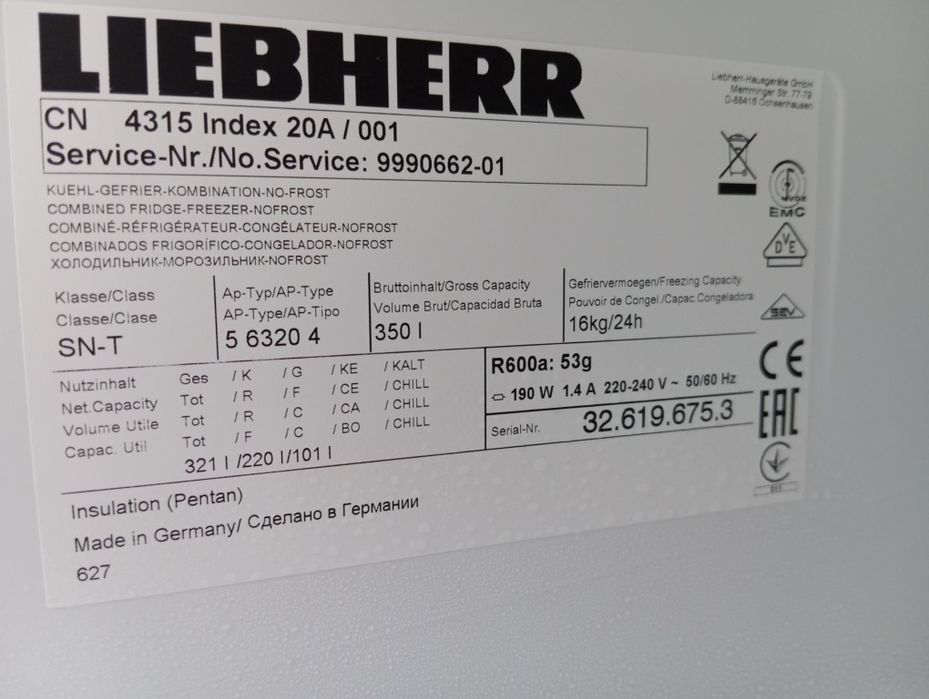 LIEBHERR
Liebherr-Hausgeräte GmbH
Memminger Str. 77-79
D-88416 Ochsenhausen
CN 4315 Index 20A / 001
Service-Nr./No.Service: 9990662-01
KUEHL-GEFRIER-KOMBINATION-NO-FROST
COMBINED FRIDGE-FREEZER-NOFROST
COMBINÉ-RÉFRIGÉRATEUR-CONGÉLATEUR-NOFROST
COMBINADOS FRIGORÍFICO-CONGELADOR-NOFROST
ХОЛОДИЛЬНИК-МОРОЗИЛЬНИК-NOFROST
EMC
DVE
SEV
CE
EAC
Klasse/Class
Classe/Clase
SN-T
Ap-Typ/AP-Type
AP-Type/AP-Tipo
5 6320 4
Bruttoinhalt/Gross Capacity
Volume Brut/Capacidad Bruta
350 l
Gefriervermoegen/Freezing Capacity
Pouvoir de Congel./Capac.Congeladora
16kg/24h
Nutzinhalt Ges / K / G / KE / KALT
Net.Capacity Tot / R / F / CE / CHILL
Volume Utile Tot / R / C / CA / CHILL
Capac. Util Tot / F / C / BO / CHILL
321 l /220 l/101 l
R600a: 53g
190 W 1.4 A 220-240 V ~ 50/60 Hz
Serial-Nr. 32.619.675.3
Insulation (Pentan)
Made in Germany/ Сделано в Германии
627